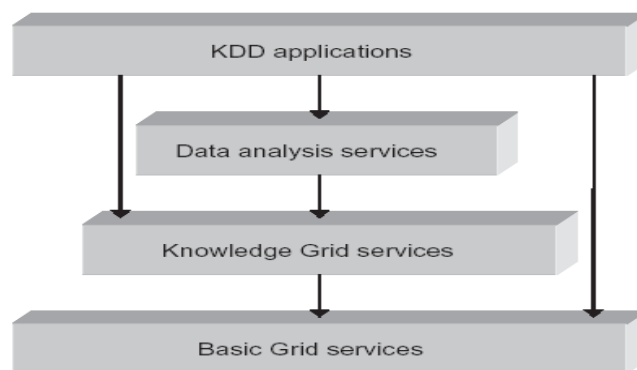 KDD applications
Data analysis services
Knowledge Grid services
Basic Grid services